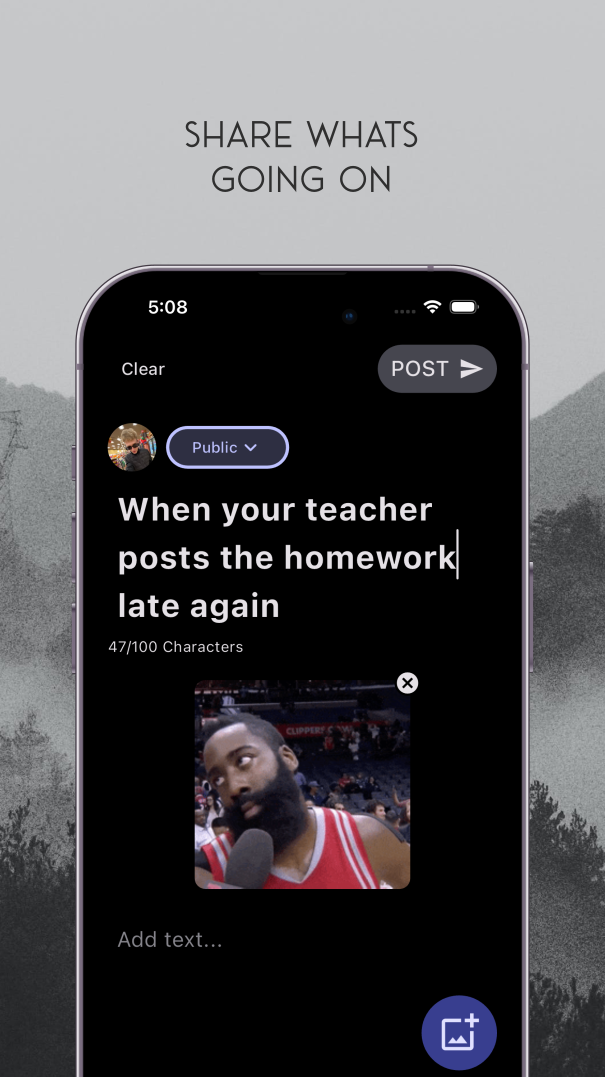 SHARE WHATS
GOING ON
5:08
Clear
POST
Public
When your teacher
posts the homework
late again
47/100 Characters
Add text...